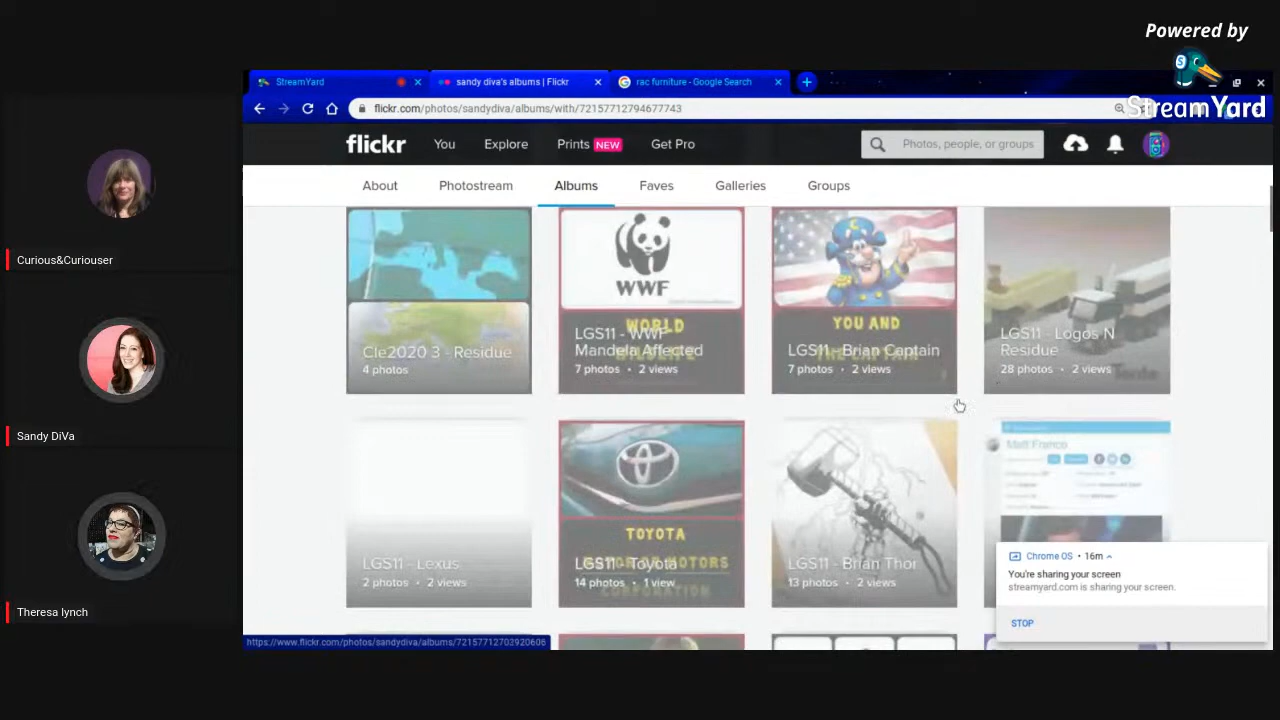 Powered by
StreamYard
StreamYard
sandy diva's albums | Flickr
rac furniture - Google Search
flickr.com/photos/sandydiva/albums/with/72157712794677743
flickr
You
Explore
Prints NEW
Get Pro
Photos, people, or groups
About
Photostream
Albums
Faves
Galleries
Groups
Curious&Curiouser
Sandy DiVa
Theresa lynch
Cle2020 3 - Residue
4 photos
WWF
WORLD
LGS11 - WWF
Mandela Affected
7 photos • 2 views
YOU AND
LGS11 - Brian Captain
7 photos • 2 views
LGS11 - Logos N
Residue
28 photos • 2 views
LGS11 - Lexus
2 photos • 2 views
TOYOTA
LGS11 - Toyota
MOTORS
CORPORATION
14 photos • 1 view
LGS11 - Brian Thor
13 photos • 2 views
Matt Franco
Chrome OS • 16m
You're sharing your screen
streamyard.com is sharing your screen.
STOP
https://www.flickr.com/photos/sandydiva/albums/72157712702920606